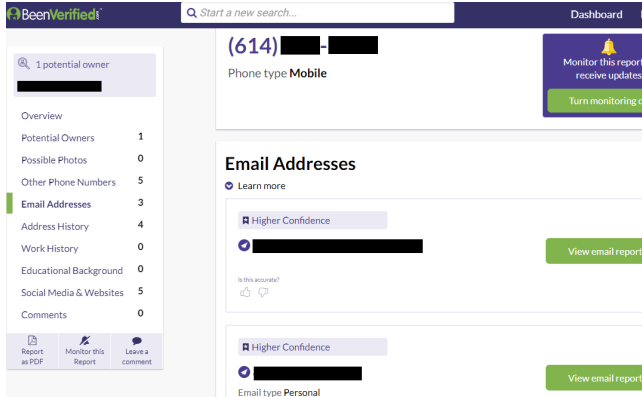 BeenVerified
Start a new search...
Dashboard
1 potential owner
Overview
Potential Owners 1
Possible Photos 0
Other Phone Numbers 5
Email Addresses 3
Address History 4
Work History 0
Educational Background 0
Social Media & Websites 5
Comments 0
Report as PDF
Monitor this Report
Leave a comment
(614) -
Phone type Mobile
Monitor this report
receive updates
Turn monitoring
Email Addresses
Learn more
Higher Confidence
Is this accurate?
View email report
Higher Confidence
Email type Personal
View email report